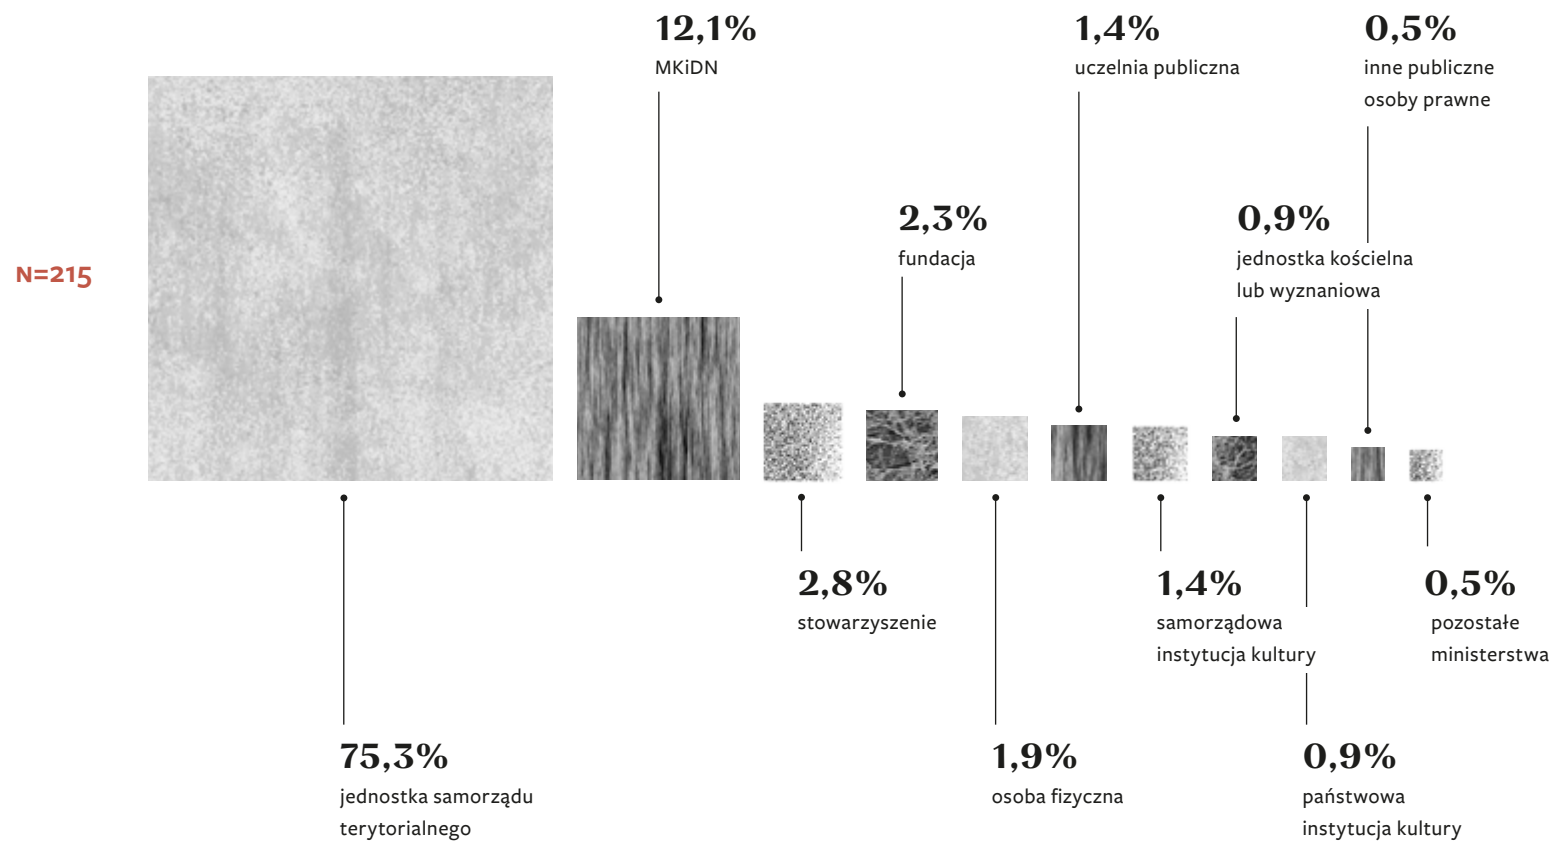 12,1%
MKiDN
1,4%
uczelnia publiczna
0,5%
inne publiczne
osoby prawne
2,3%
fundacja
0,9%
jednostka kościelna
lub wyznaniowa
N=215
2,8%
stowarzyszenie
1,4%
samorządowa
instytucja kultury
0,5%
pozostałe
ministerstwa
75,3%
jednostka samorządu
terytorialnego
1,9%
osoba fizyczna
0,9%
państwowa
instytucja kultury